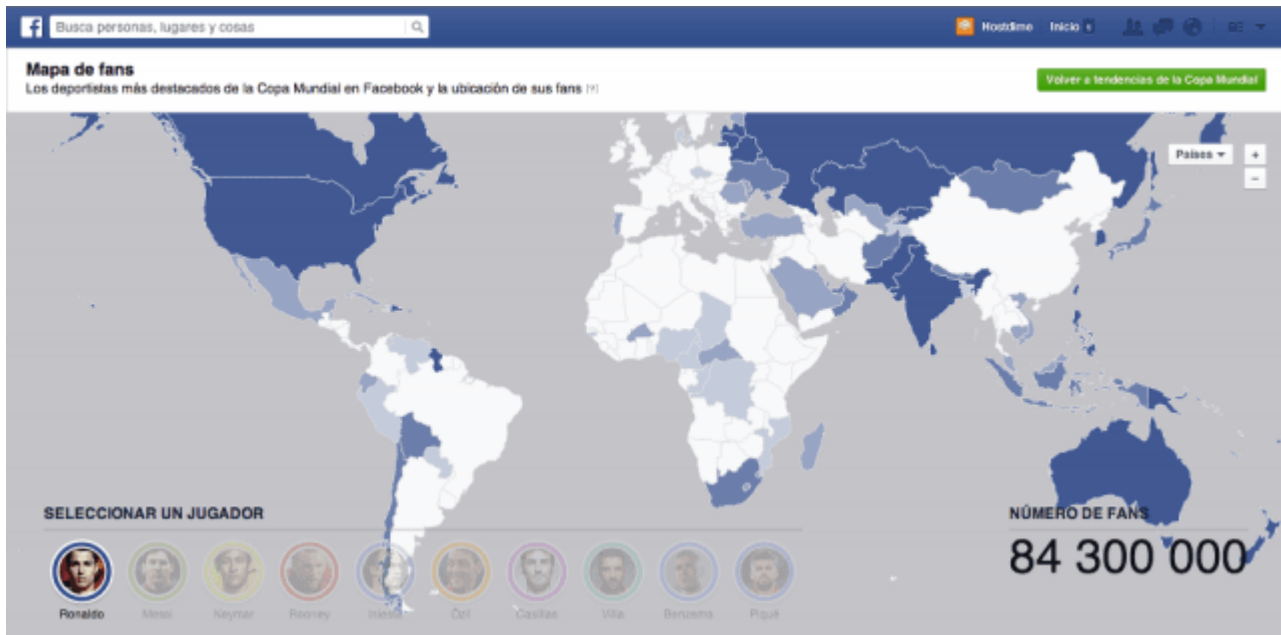 f
Busca personas, lugares y cosas
Hostdime Inicio
Mapa de fans
Los deportistas más destacados de la Copa Mundial en Facebook y la ubicación de sus fans [?]
Volver a tendencias de la Copa Mundial
Países
+
-
SELECCIONAR UN JUGADOR
NÚMERO DE FANS
84 300 000
Ronaldo Messi Neymar Rooney Iniesta Özil Casillas Villa Benzema Piqué